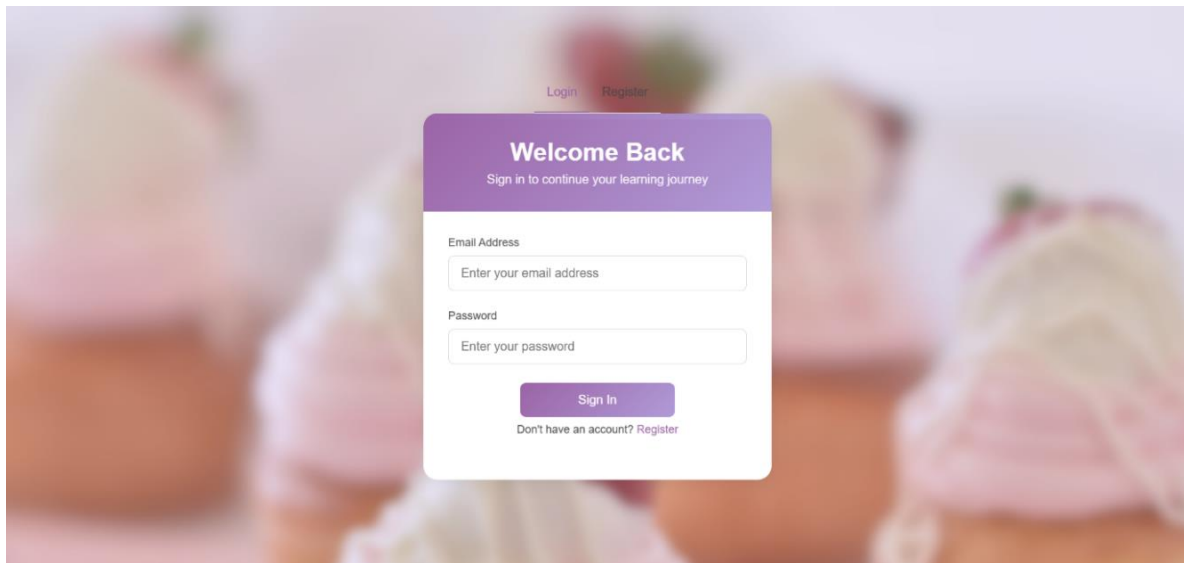 Login Register
Welcome Back
Sign in to continue your learning journey
Email Address
Enter your email address
Password
Enter your password
Sign In
Don't have an account? Register